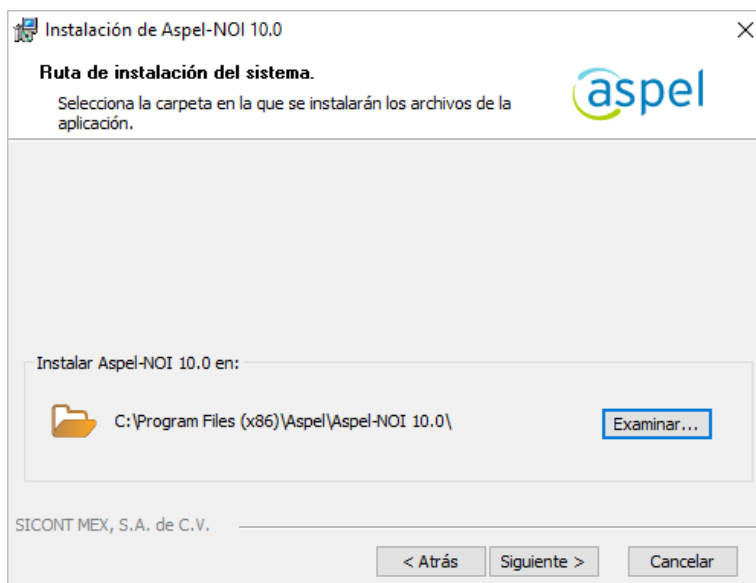 Instalación de Aspel-NOI 10.0
Ruta de instalación del sistema.
Selecciona la carpeta en la que se instalarán los archivos de la
aplicación.
aspel
Instalar Aspel-NOI 10.0 en:
C:\Program Files (x86)\Aspel\Aspel-NOI 10.0\
Examinar...
SICONT MEX, S.A. de C.V.
< Atrás
Siguiente >
Cancelar